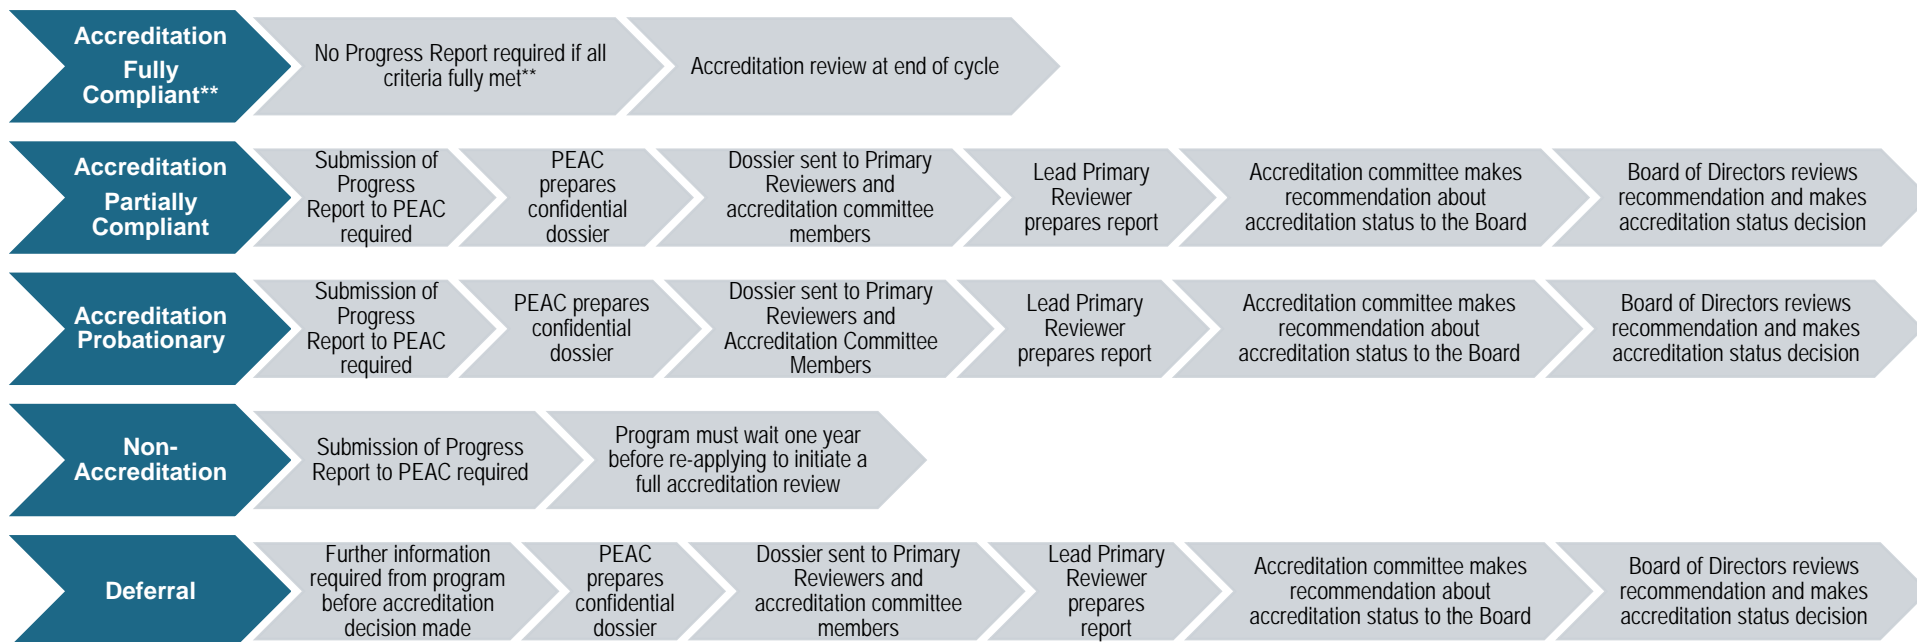 Accreditation
Fully
Compliant**
No Progress Report required if all
criteria fully met**
Accreditation review at end of cycle
Accreditation
Partially
Compliant
Submission of
Progress
Report to PEAC
required
PEAC
prepares
confidential
dossier
Dossier sent to Primary
Reviewers and
accreditation committee
members
Lead Primary
Reviewer
prepares report
Accreditation committee makes
recommendation about
accreditation status to the Board
Board of Directors reviews
recommendation and makes
accreditation status decision
Accreditation
Probationary
Submission of
Progress
Report to PEAC
required
PEAC prepares
confidential
dossier
Dossier sent to Primary
Reviewers and
Accreditation Committee
Members
Lead Primary
Reviewer
prepares report
Accreditation committee makes
recommendation about
accreditation status to the Board
Board of Directors reviews
recommendation and makes
accreditation status decision
Non-
Accreditation
Submission of Progress
Report to PEAC required
Program must wait one year
before re-applying to initiate a
full accreditation review
Deferral
Further information
required from program
before accreditation
decision made
PEAC
prepares
confidential
dossier
Dossier sent to Primary
Reviewers and
accreditation committee
members
Lead Primary
Reviewer
prepares
report
Accreditation committee makes
recommendation about
accreditation status to the Board
Board of Directors reviews
recommendation and makes
accreditation status decision